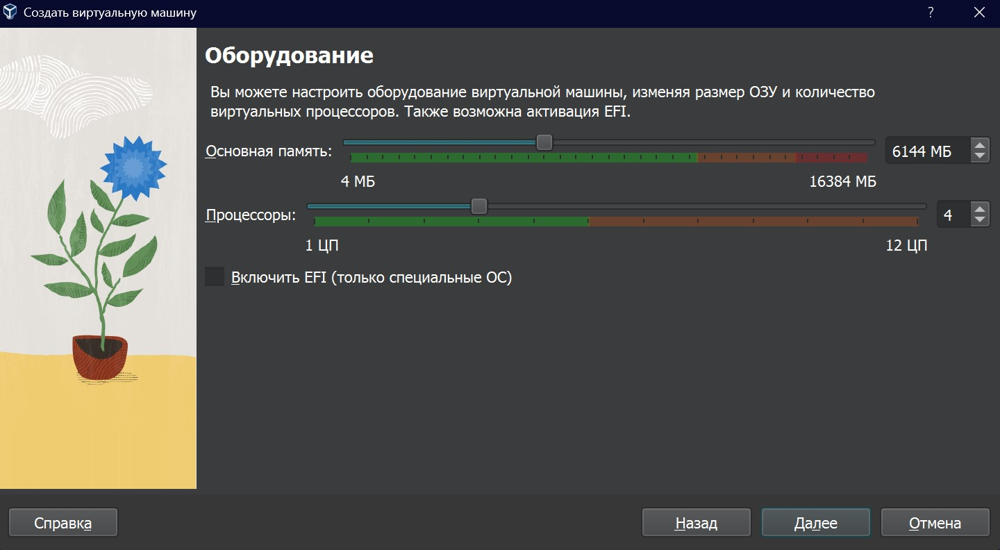 Создать виртуальную машину
?
Оборудование
Вы можете настроить оборудование виртуальной машины, изменяя размер ОЗУ и количество
виртуальных процессоров. Также возможна активация EFI.
Основная память:
6144 МБ
4 МБ
16384 МБ
Процессоры:
4
1 ЦП
12 ЦП
Включить EFI (только специальные ОС)
Справка
Назад
Далее
Отмена